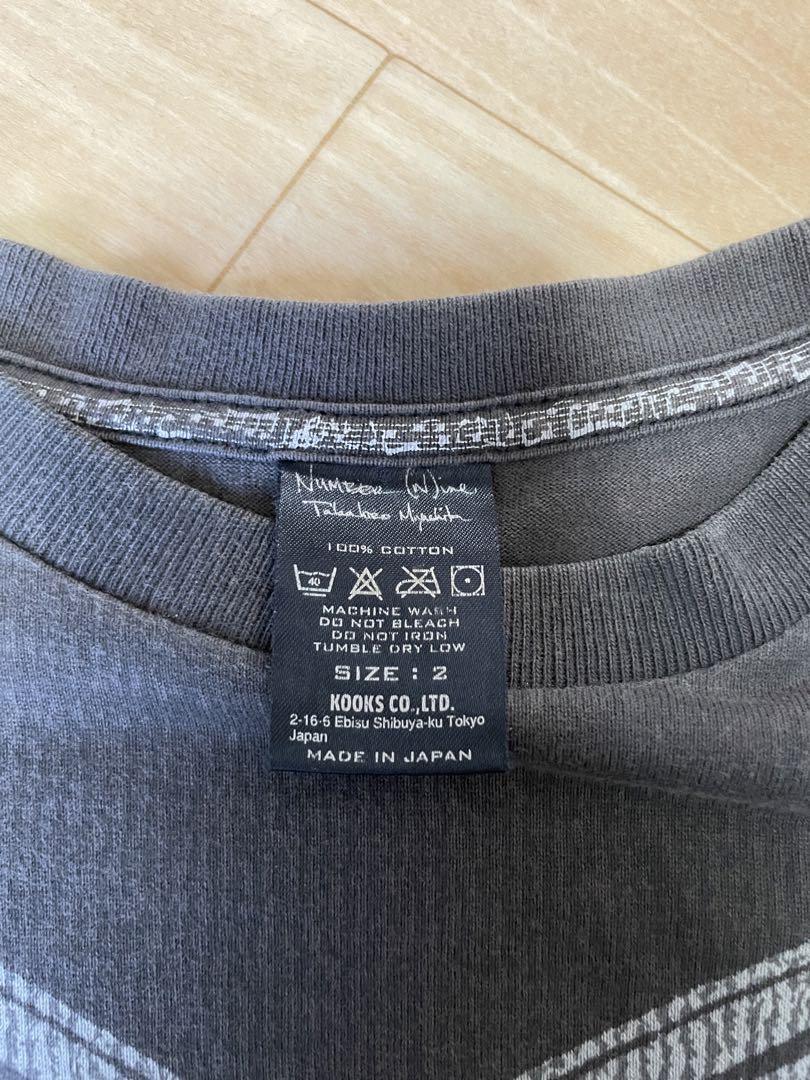 NUMBER (N)ine
Takahiro Miyashita
100% COTTON
40
MACHINE WASH
DO NOT BLEACH
DO NOT IRON
TUMBLE DRY LOW
SIZE : 2
KOOKS CO.,LTD.
2-16-6 Ebisu Shibuya-ku Tokyo
Japan
MADE IN JAPAN